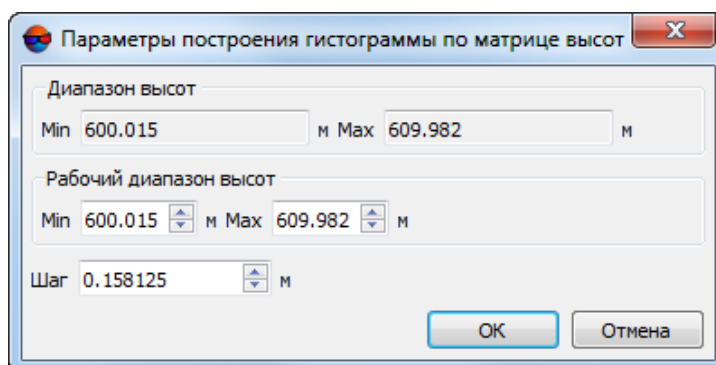 Параметры построения гистограммы по матрице высот
Диапазон высот
Min 600.015 м Max 609.982 м
Рабочий диапазон высот
Min 600.015 м Max 609.982 м
Шаг 0.158125 м
OK Отмена